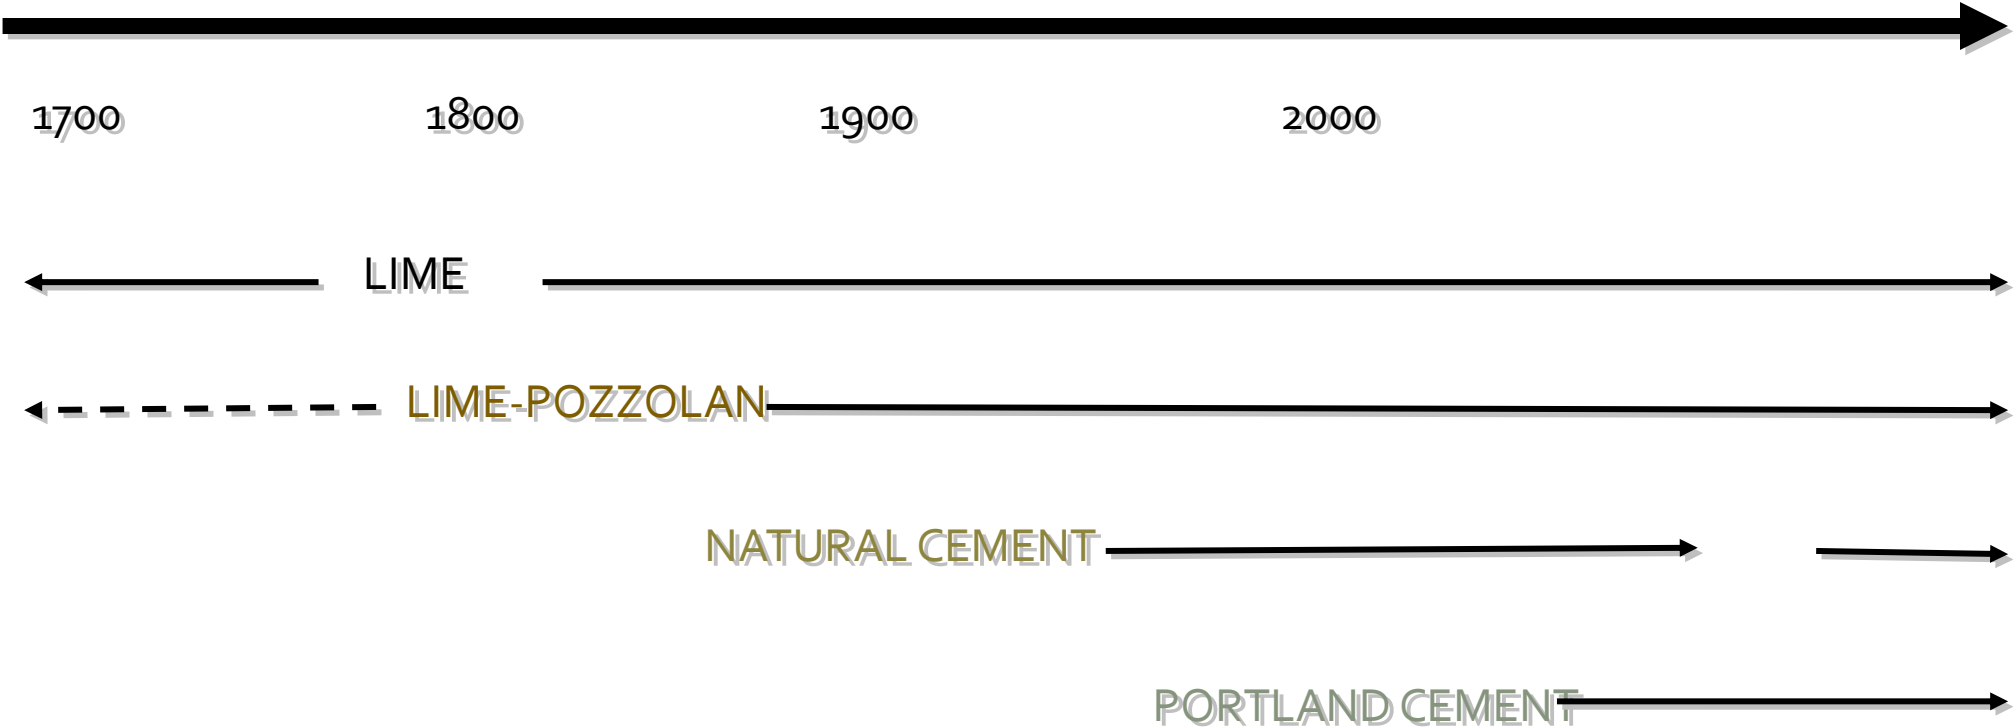 1700 1800 1900 2000
LIME
LIME-POZZOLAN
NATURAL CEMENT
PORTLAND CEMENT